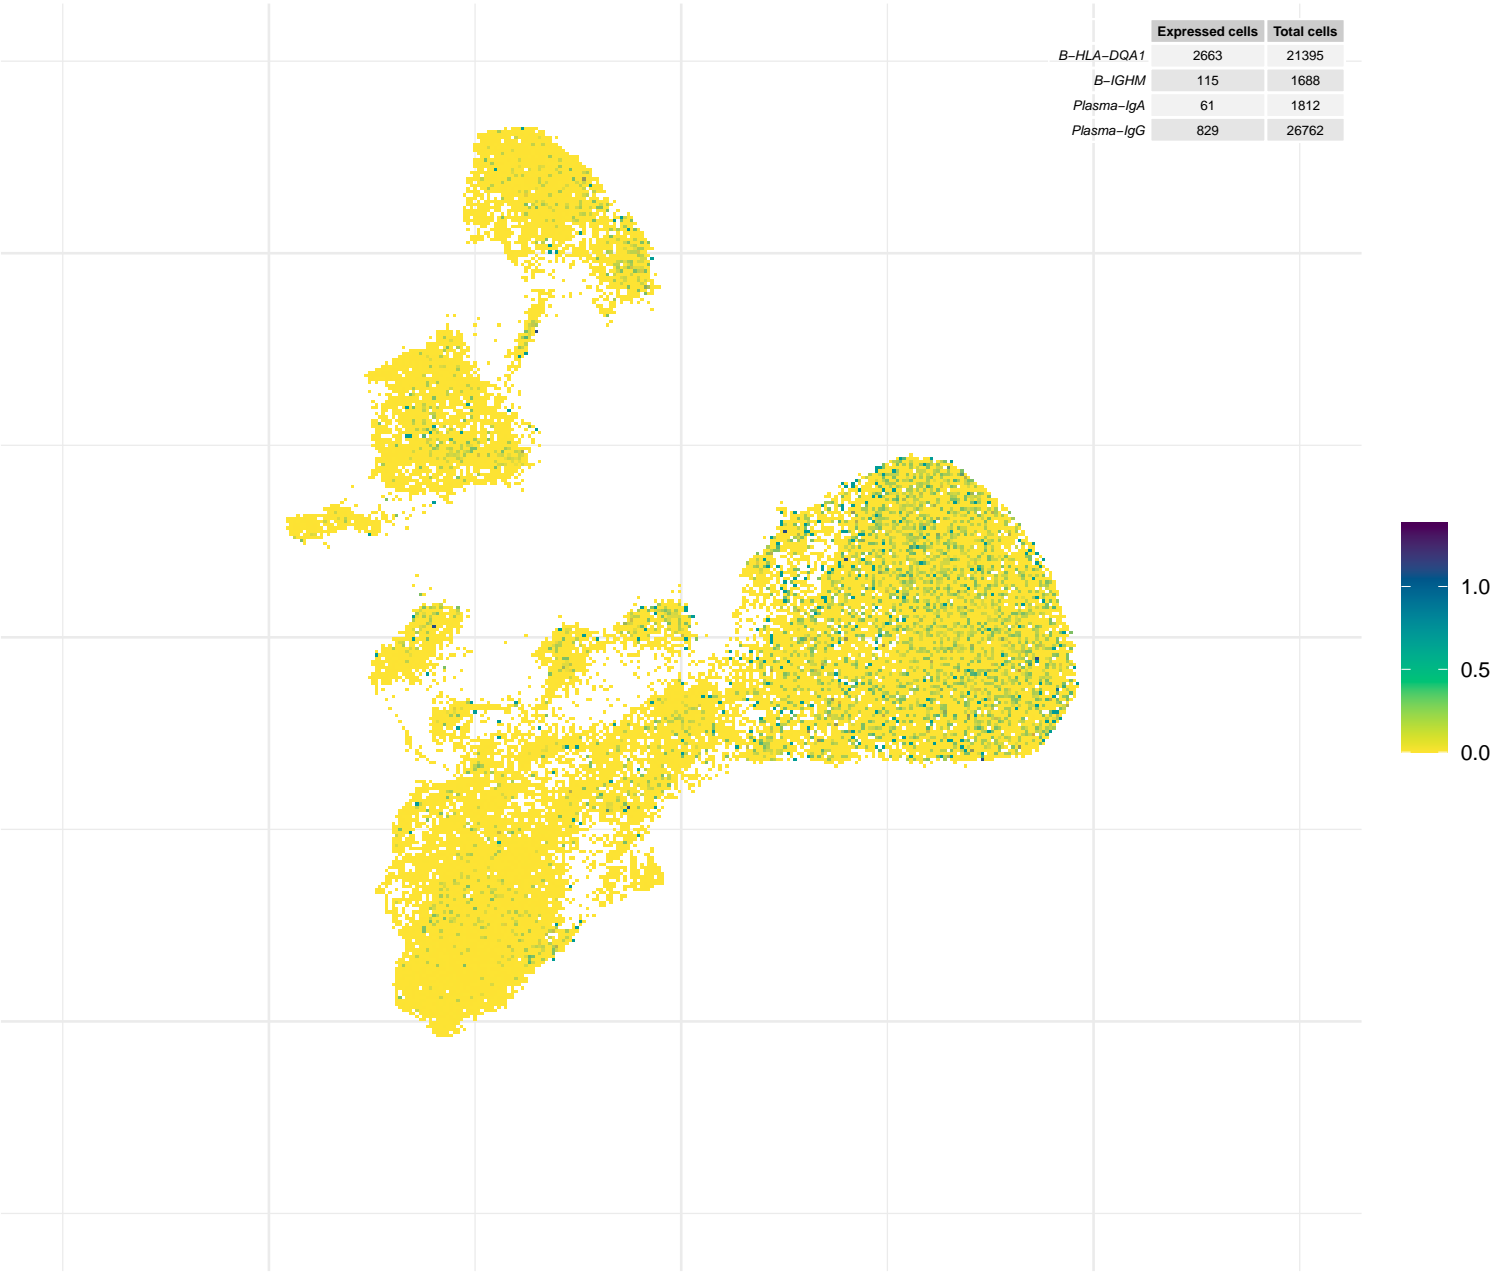 Expressed cells Total cells
B−HLA−DQA1 2663 21395
B−IGHM 115 1688
Plasma−IgA 61 1812
Plasma−IgG 829 26762
1.0
0.5
0.0